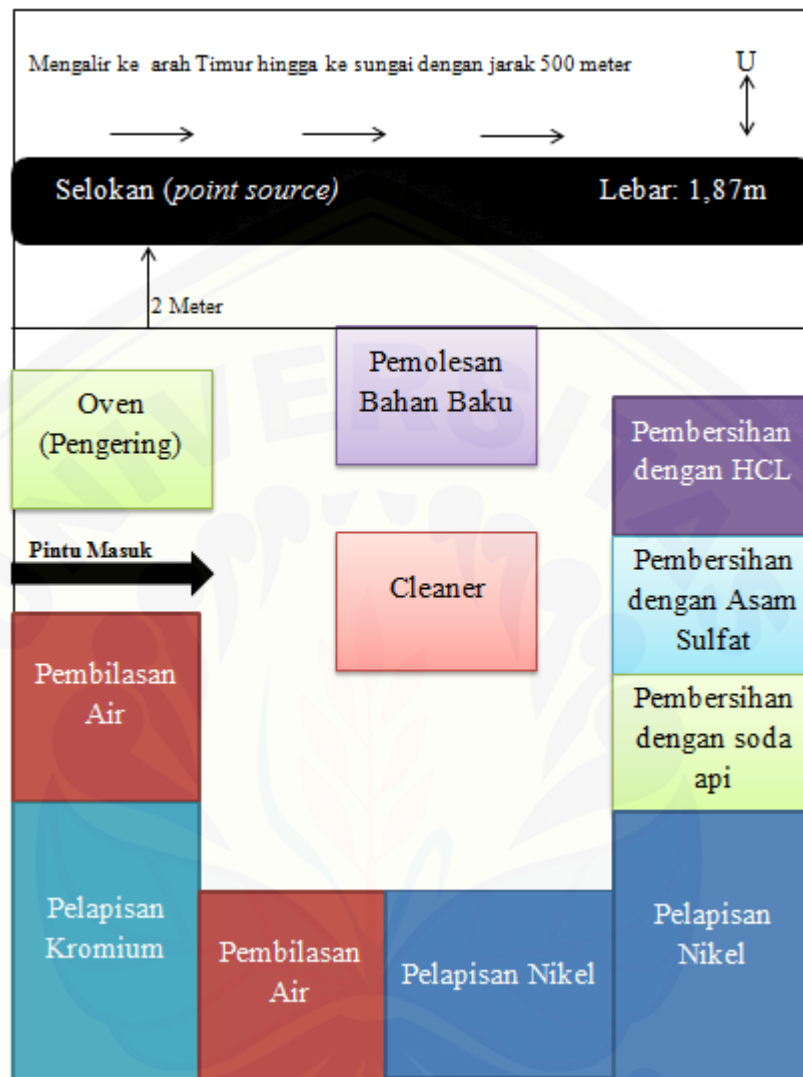 Mengalir ke arah Timur hingga ke sungai dengan jarak 500 meter
U
Selokan (point source)
Lebar: 1,87m
2 Meter
Pemolesan
Bahan Baku
Oven
(Pengering)
Pembersihan
dengan HCL
Pintu Masuk
Cleaner
Pembersihan
dengan Asam
Sulfat
Pembilasan
Air
Pembersihan
dengan soda
api
Pelapisan
Kromium
Pembilasan
Air
Pelapisan Nikel
Pelapisan
Nikel
UNIVERSITA